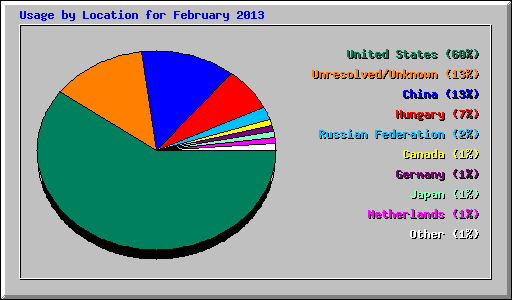 Usage by Location for February 2013
United States (60%)
Unresolved/Unknown (13%)
China (13%)
Hungary (7%)
Russian Federation (2%)
Canada (1%)
Germany (1%)
Japan (1%)
Netherlands (1%)
Other (1%)